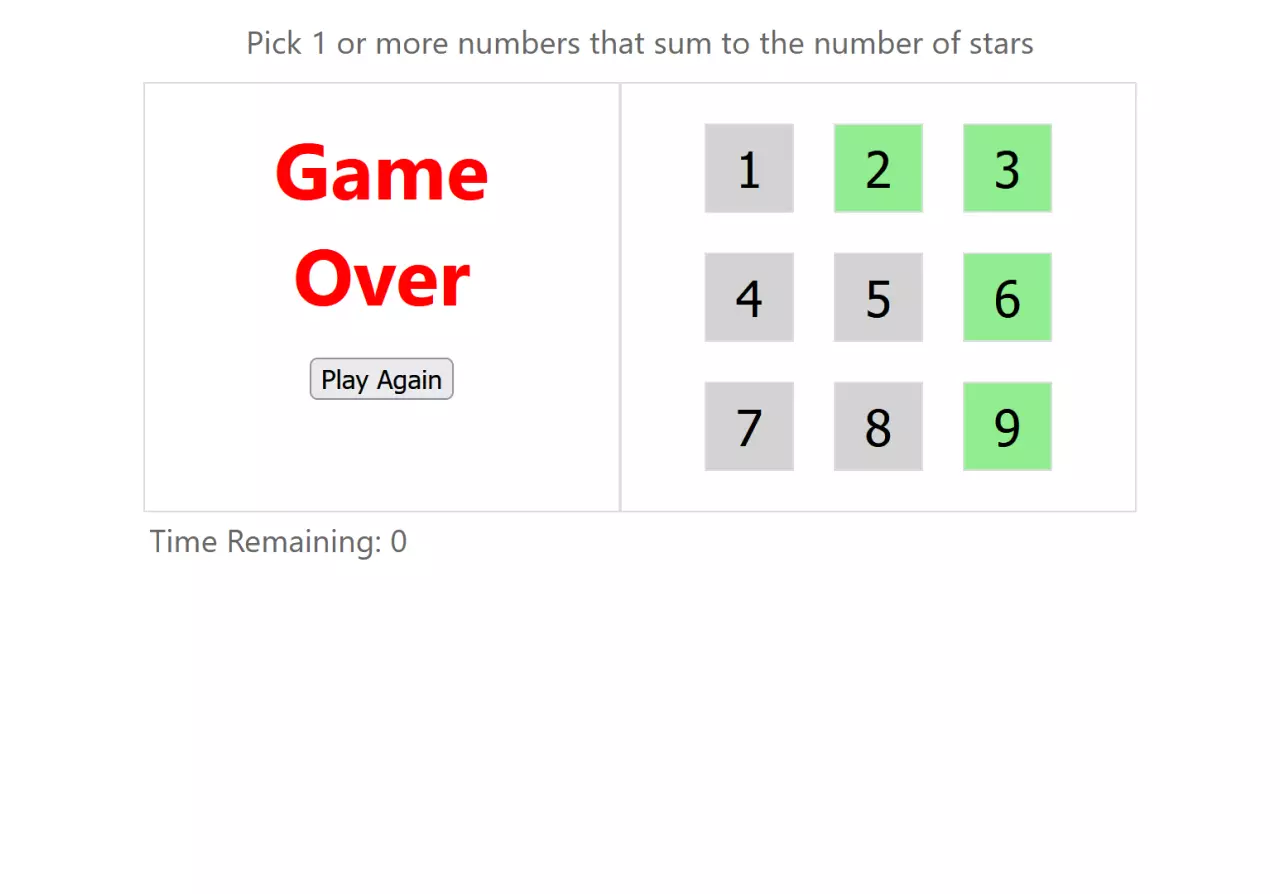 Pick 1 or more numbers that sum to the number of stars
Game
Over
Play Again
1 2 3
4 5 6
7 8 9
Time Remaining: 0